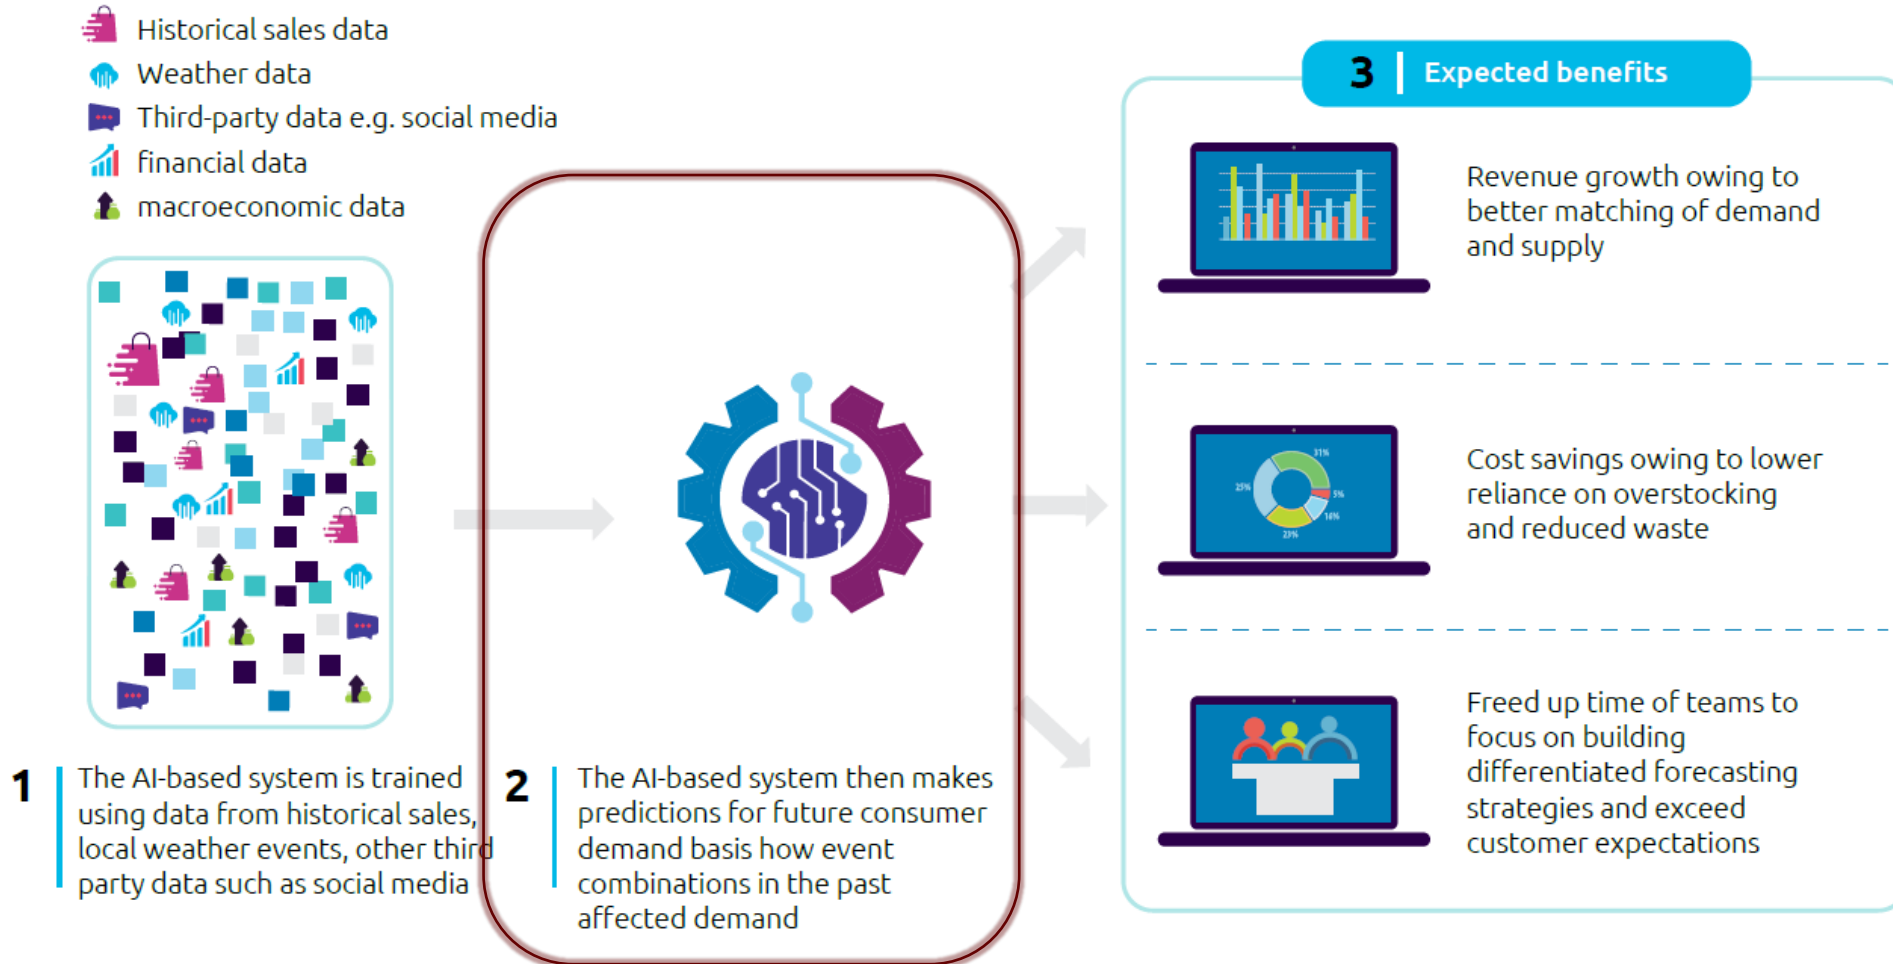 Historical sales data
Weather data
Third-party data e.g. social media
financial data
macroeconomic data
1
The AI-based system is trained
using data from historical sales,
local weather events, other third
party data such as social media
2
The AI-based system then makes
predictions for future consumer
demand basis how event
combinations in the past
affected demand
3 | Expected benefits
Revenue growth owing to
better matching of demand
and supply
31%
25%
5%
16%
23%
Cost savings owing to lower
reliance on overstocking
and reduced waste
Freed up time of teams to
focus on building
differentiated forecasting
strategies and exceed
customer expectations